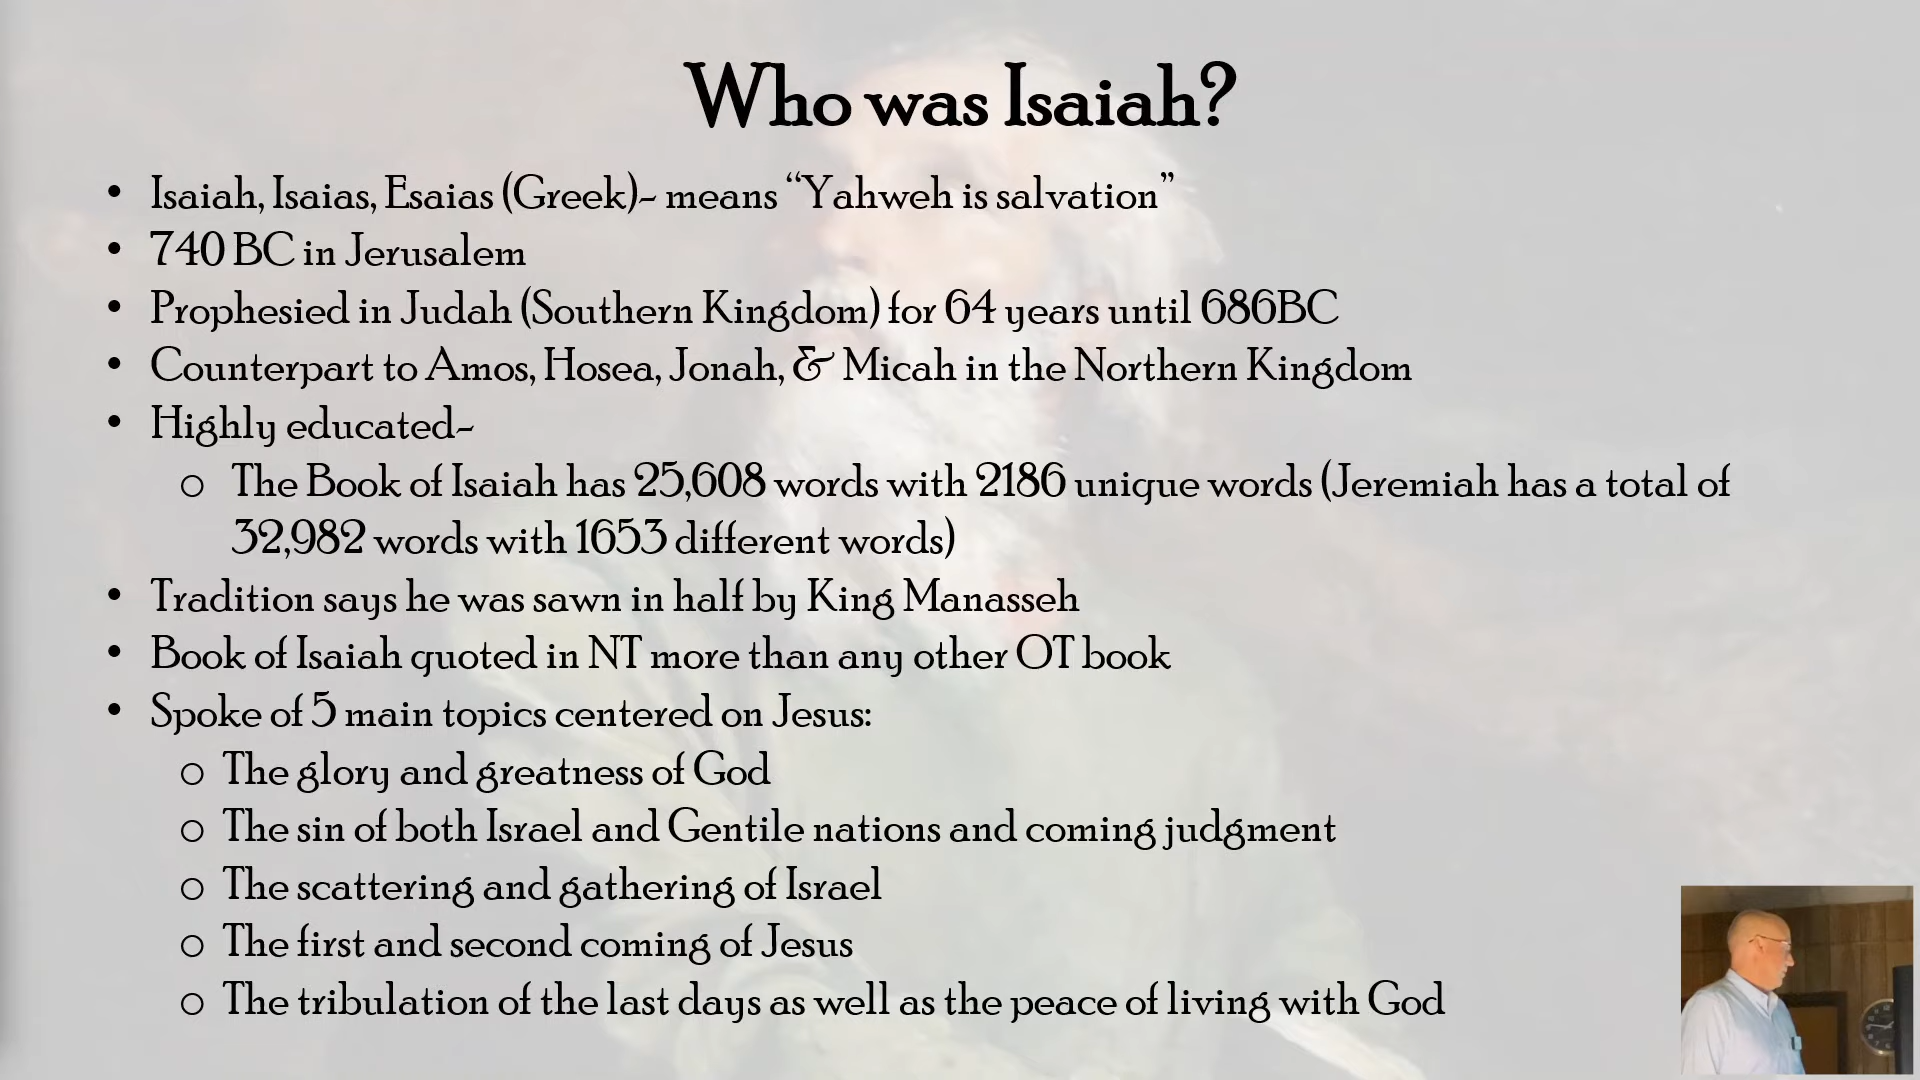 Who was Isaiah?
• Isaiah, Isaias, Esaias (Greek)- means “Yahweh is salvation”
• 740 BC in Jerusalem
• Prophesied in Judah (Southern Kingdom) for 64 years until 686BC
• Counterpart to Amos, Hosea, Jonah, & Micah in the Northern Kingdom
• Highly educated-
o The Book of Isaiah has 25,608 words with 2186 unique words (Jeremiah has a total of
32,982 words with 1653 different words)
• Tradition says he was sawn in half by King Manasseh
• Book of Isaiah quoted in NT more than any other OT book
• Spoke of 5 main topics centered on Jesus:
o The glory and greatness of God
o The sin of both Israel and Gentile nations and coming judgment
o The scattering and gathering of Israel
o The first and second coming of Jesus
o The tribulation of the last days as well as the peace of living with God